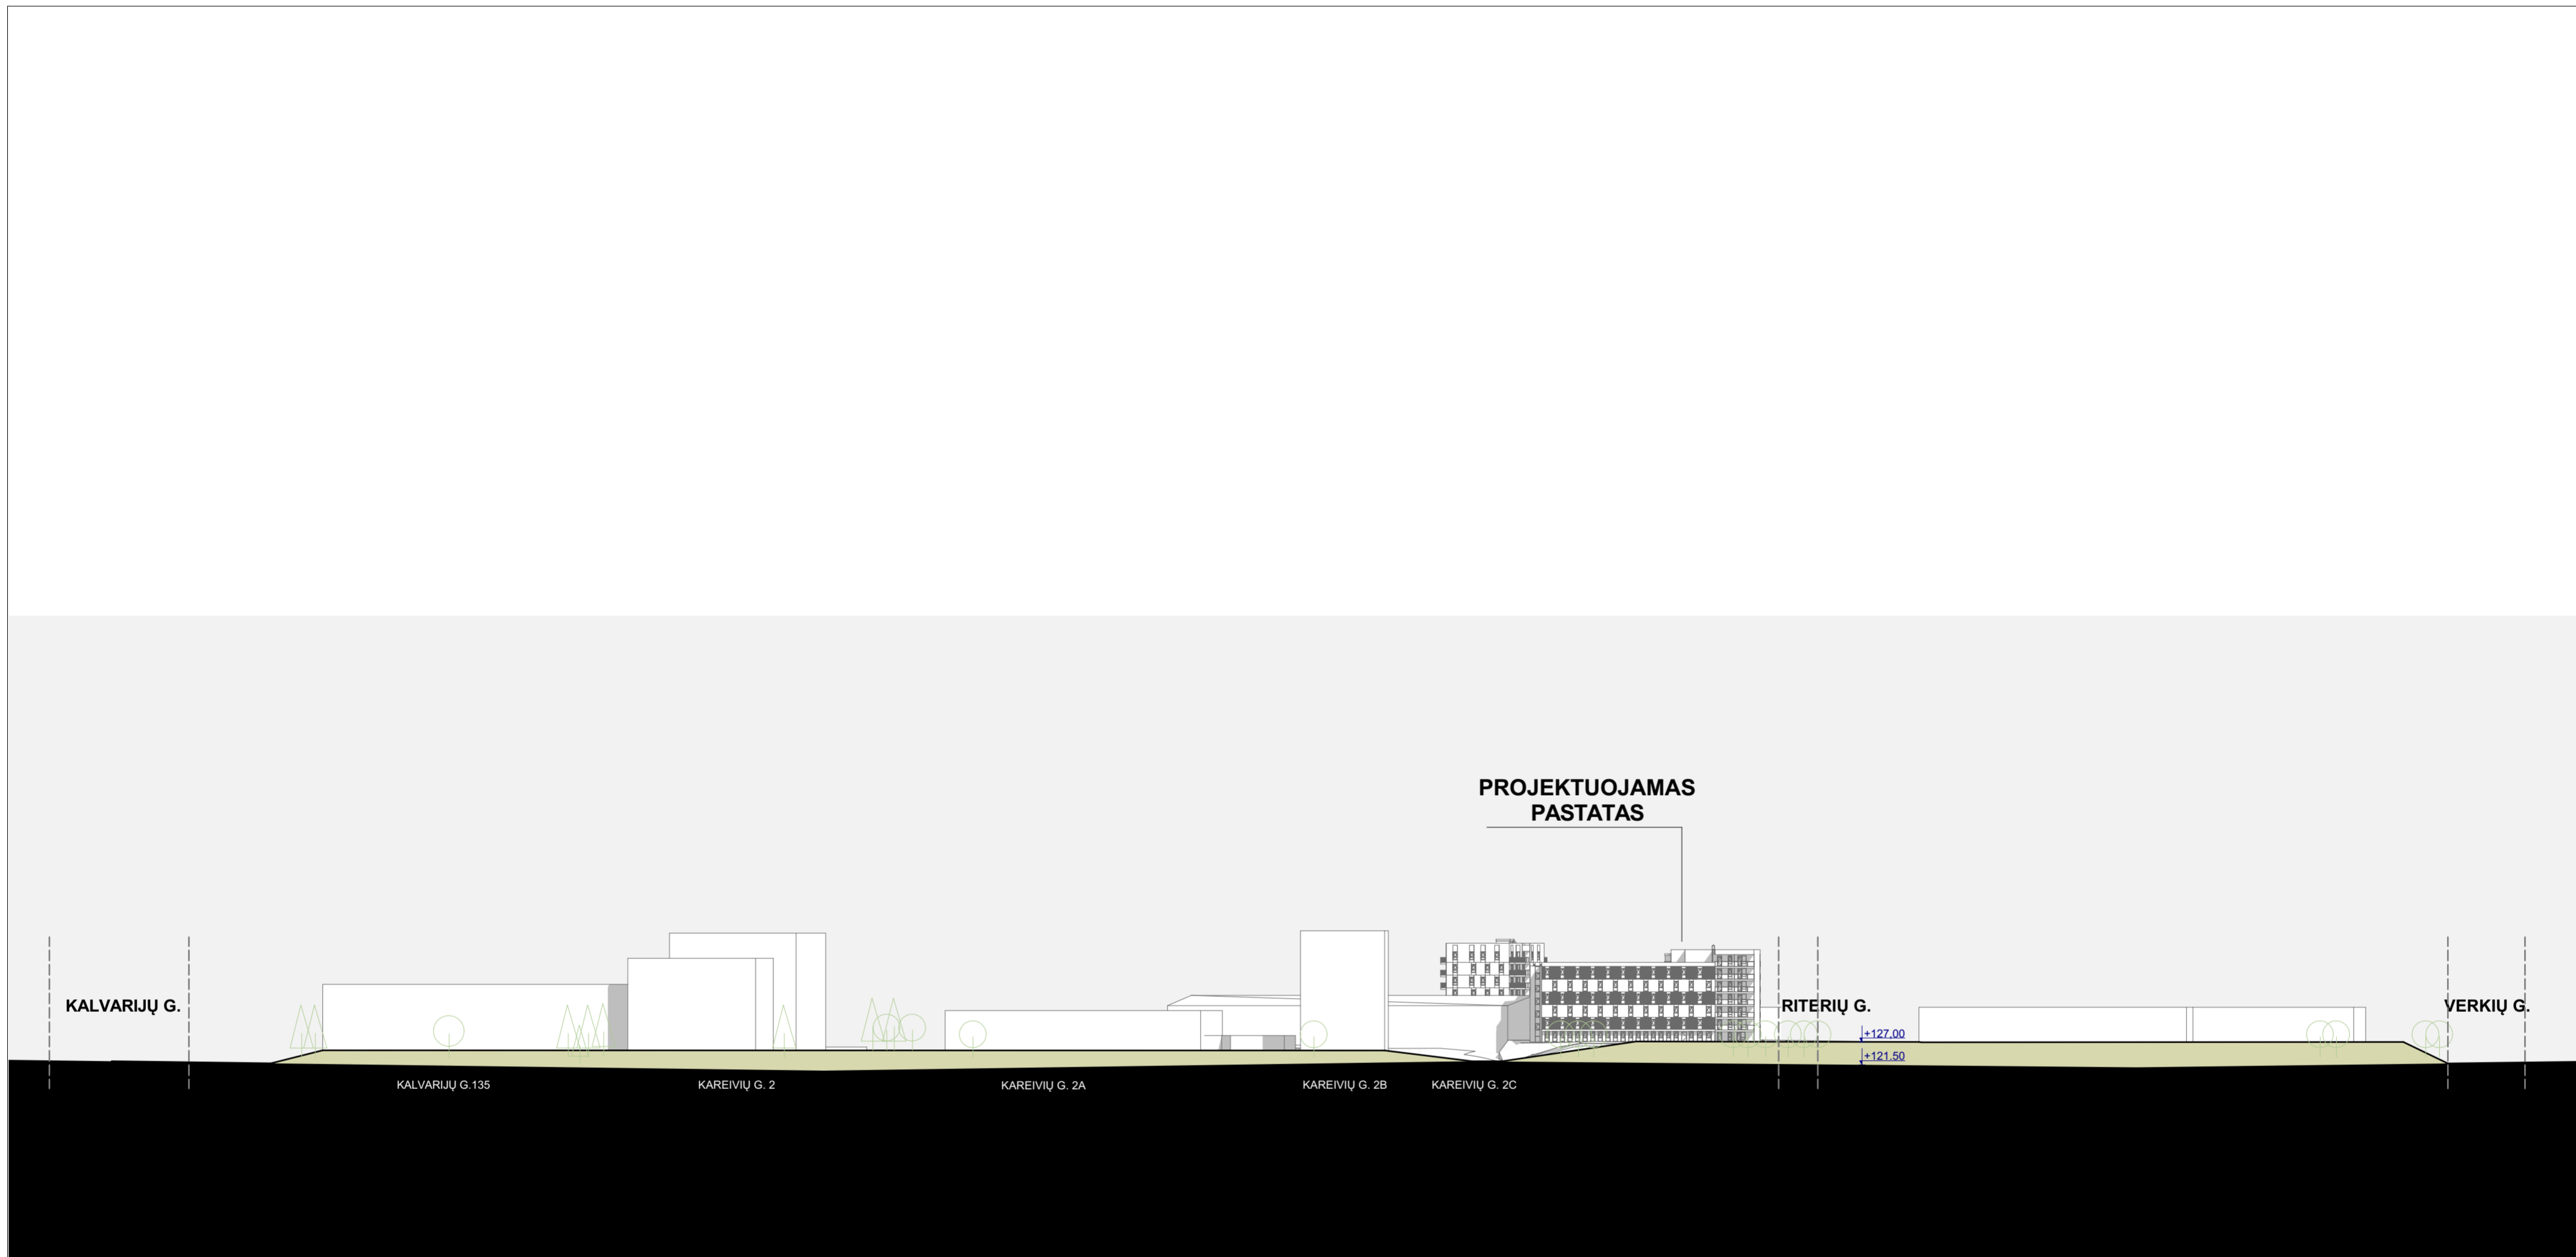 PROJEKTUOJAMAS
PASTATAS
KALVARIJŲ G.
RITERIŲ G.
VERKIŲ G.
+127,00
+121.50
KALVARIJŲ G.135
KAREIVIŲ G. 2
KAREIVIŲ G. 2A
KAREIVIŲ G. 2B
KAREIVIŲ G. 2C